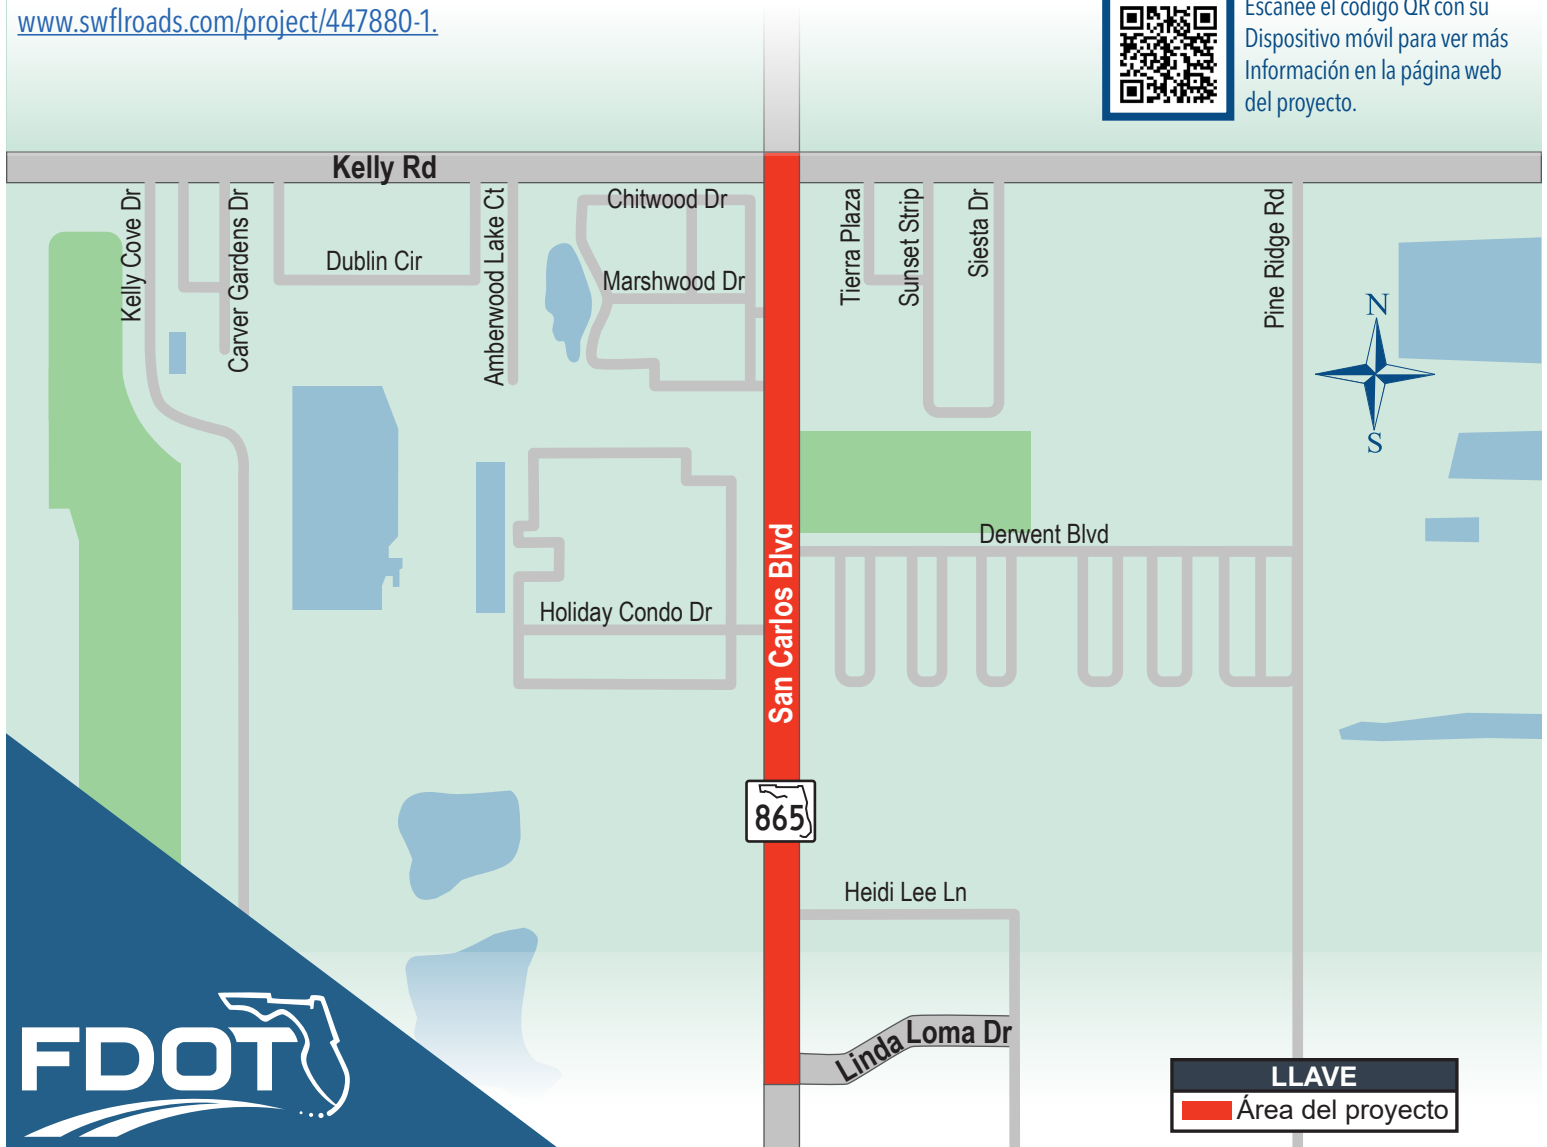 www.swflroads.com/project/447880-1.
Escanee el código QR con su
Dispositivo móvil para ver más
Información en la página web
del proyecto.
Kelly Rd
Kelly Cove Dr
Carver Gardens Dr
Dublin Cir
Amberwood Lake Ct
Chitwood Dr
Marshwood Dr
Tierra Plaza
Sunset Strip
Siesta Dr
Pine Ridge Rd
N
S
Derwent Blvd
San Carlos Blvd
Holiday Condo Dr
865
Heidi Lee Ln
Linda Loma Dr
FDOT
LLAVE
Área del proyecto